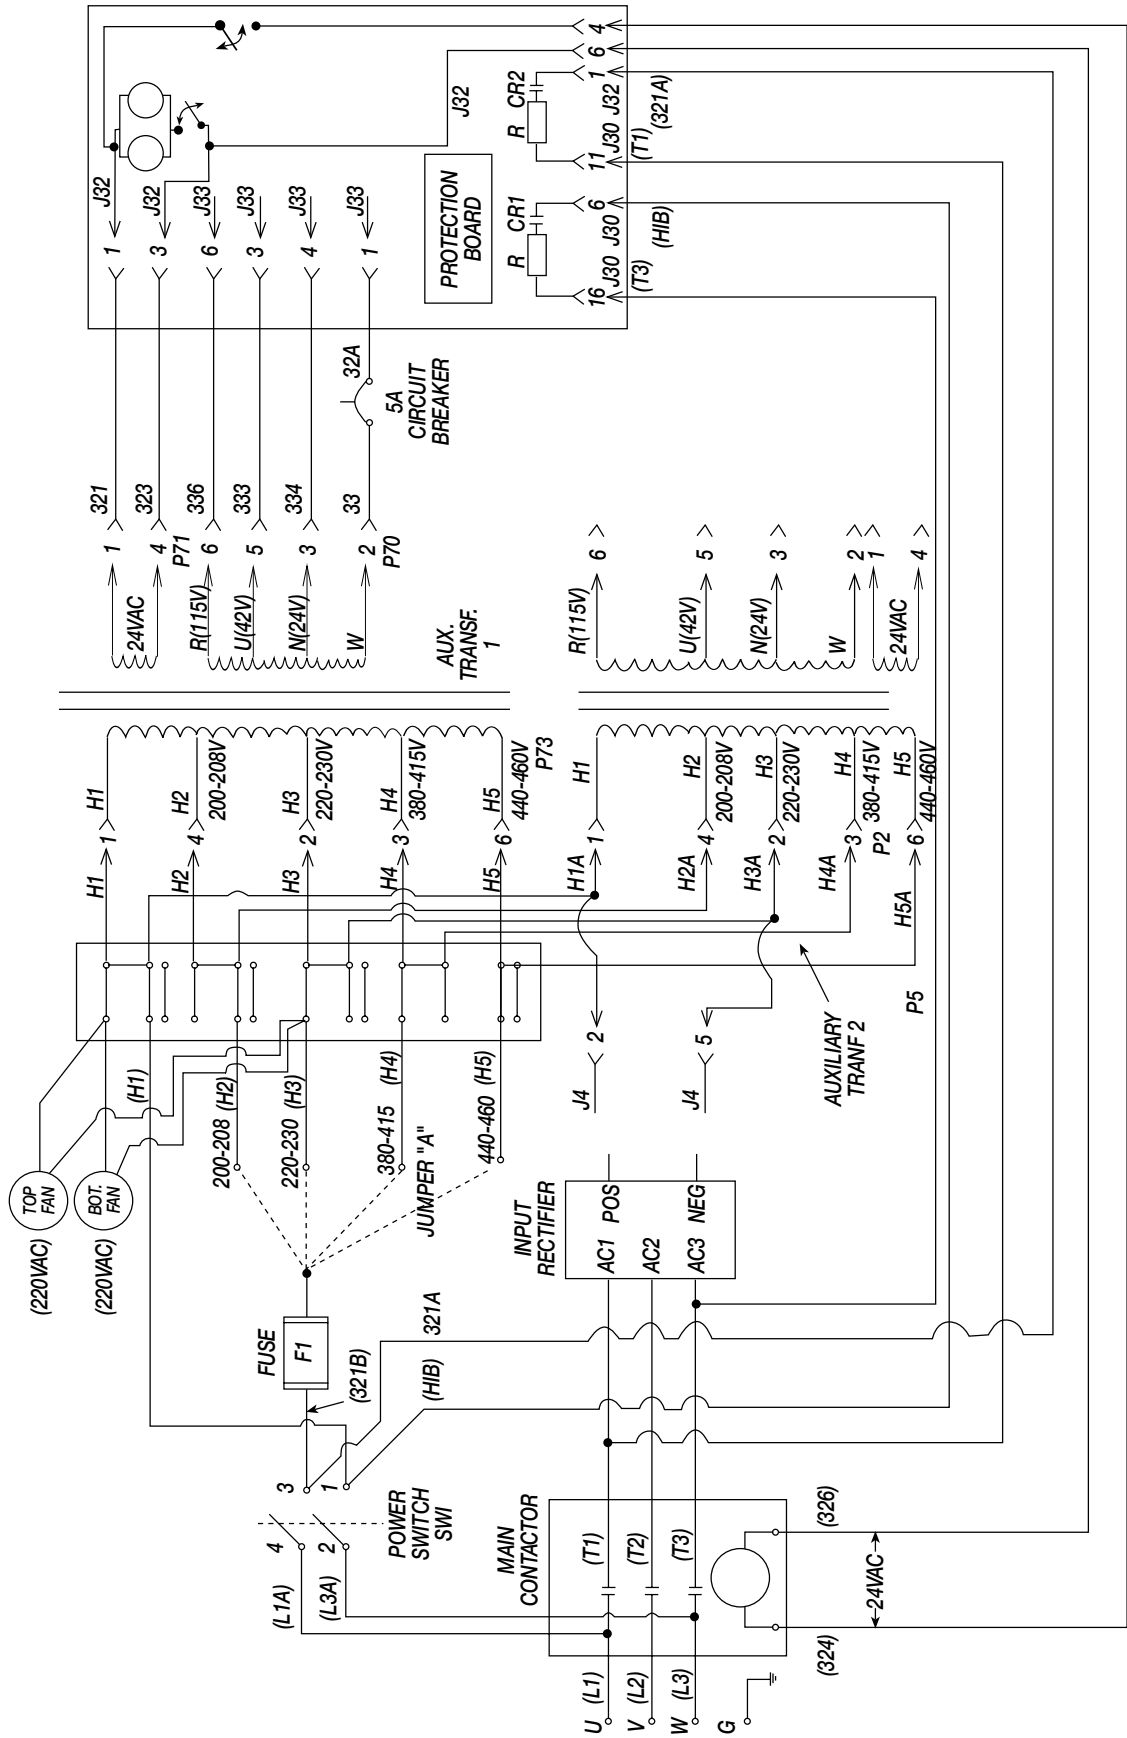 TOP
FAN
(220VAC)
BOT.
FAN
(220VAC)
(H1)
200-208 (H2)
220-230 (H3)
380-415 (H4)
440-460 (H5)
JUMPER "A"
FUSE
F1
(321B)
321A
(HIB)
3
1
4
2
POWER
SWITCH
SWI
(L1A)
(L3A)
H1
H2
H3
H4
H5
1
4
2
3
6
H1
H2
200-208V
H3
220-230V
H4
380-415V
H5
440-460V
P73
24VAC
R(115V)
U(42V)
N(24V)
W
AUX.
TRANSF.
1
1
4
P71
6
5
3
2
P70
321
323
336
333
334
33
32A
5A
CIRCUIT
BREAKER
1
3
6
3
4
1
J32
J32
J33
J33
J33
J33
J32
PROTECTION
BOARD
R CR1
R CR2
16
6
11
1
6
4
J30
J30
J30
J32
(T3)
(HIB)
(T1)
(321A)
H1A
H2A
H3A
H4A
H5A
1
4
2
3
6
P2
P5
H1
H2
200-208V
H3
220-230V
H4
380-415V
H5
440-460V
R(115V)
U(42V)
N(24V)
W
24VAC
6
5
3
2
1
4
AUXILIARY
TRANF 2
J4
2
J4
5
INPUT
RECTIFIER
AC1 POS
AC2
AC3 NEG
MAIN
CONTACTOR
(T1)
(T2)
(T3)
U (L1)
V (L2)
W (L3)
G
(324)
24VAC
(326)